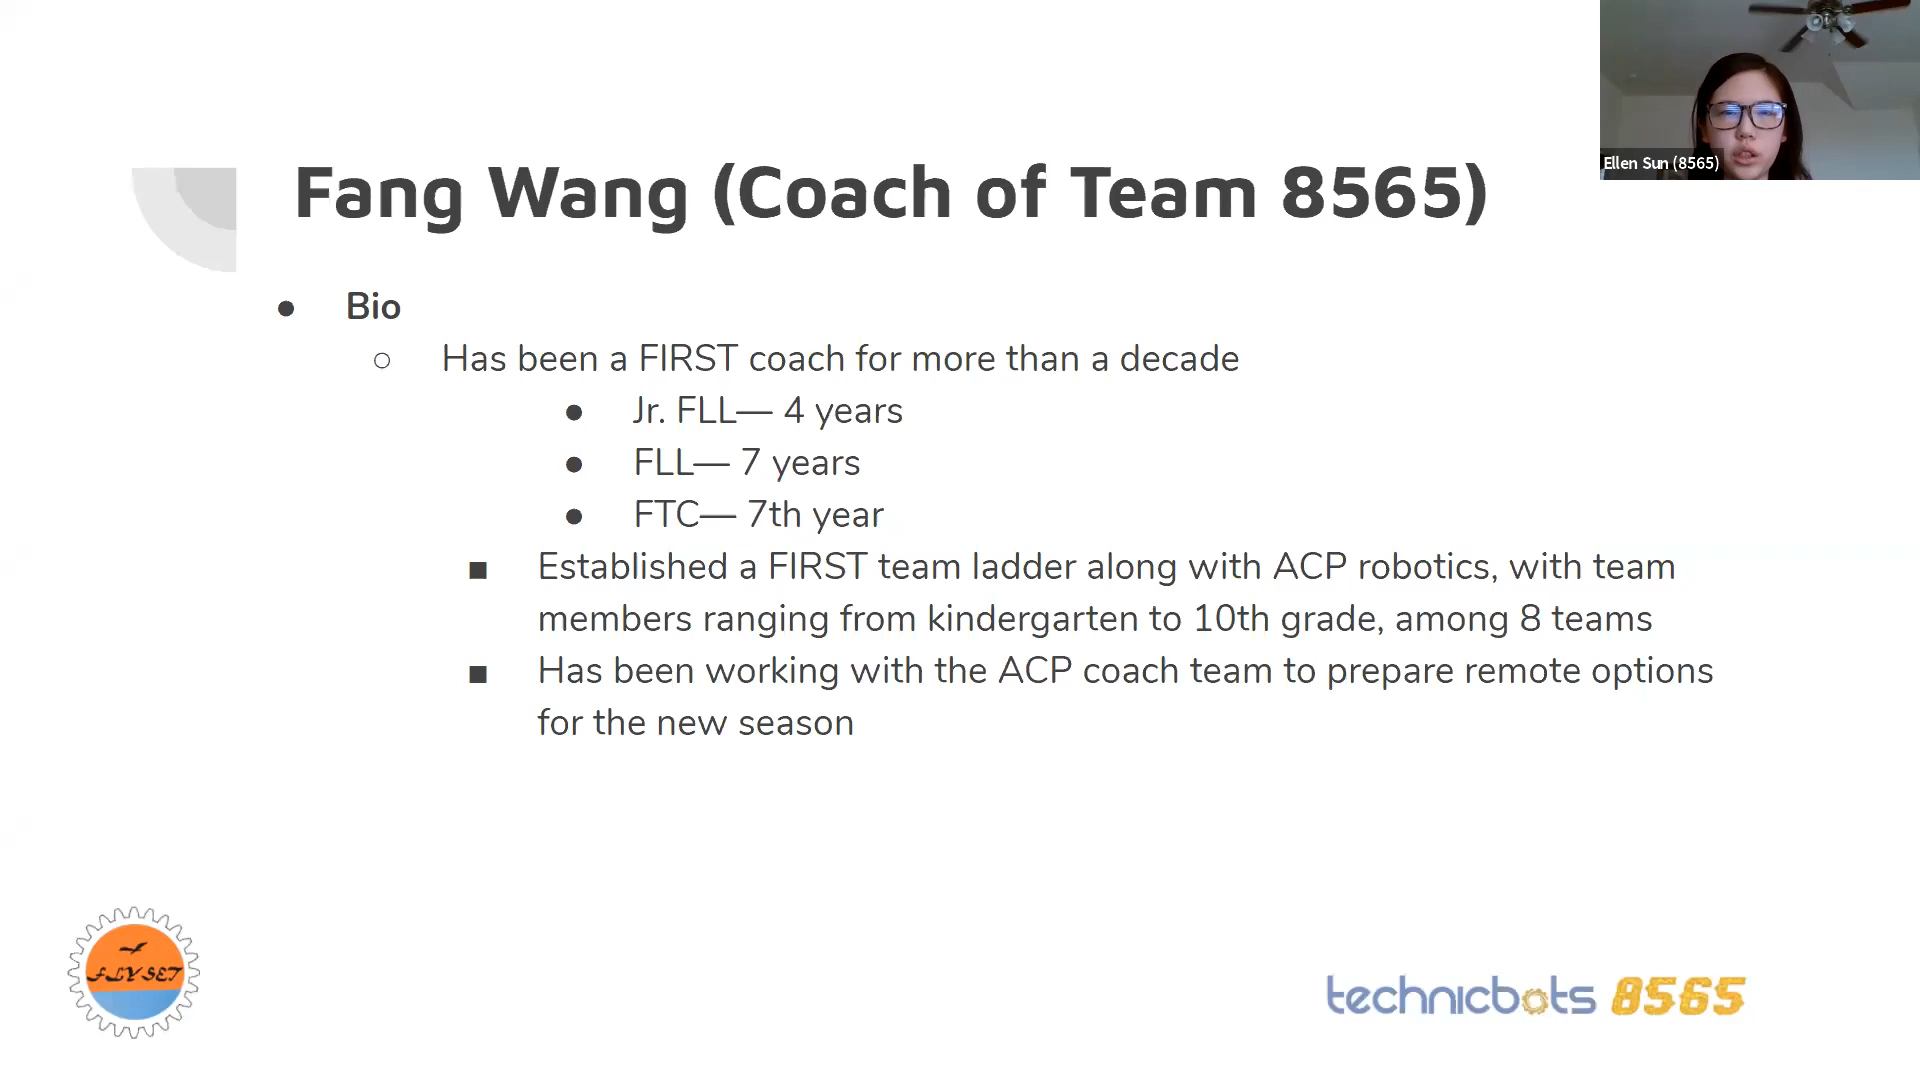 Ellen Sun (8565)
Fang Wang (Coach of Team 8565)
● Bio
○ Has been a FIRST coach for more than a decade
● Jr. FLL— 4 years
● FLL— 7 years
● FTC— 7th year
■ Established a FIRST team ladder along with ACP robotics, with team
members ranging from kindergarten to 10th grade, among 8 teams
■ Has been working with the ACP coach team to prepare remote options
for the new season
FLY SET
technicbots 8565